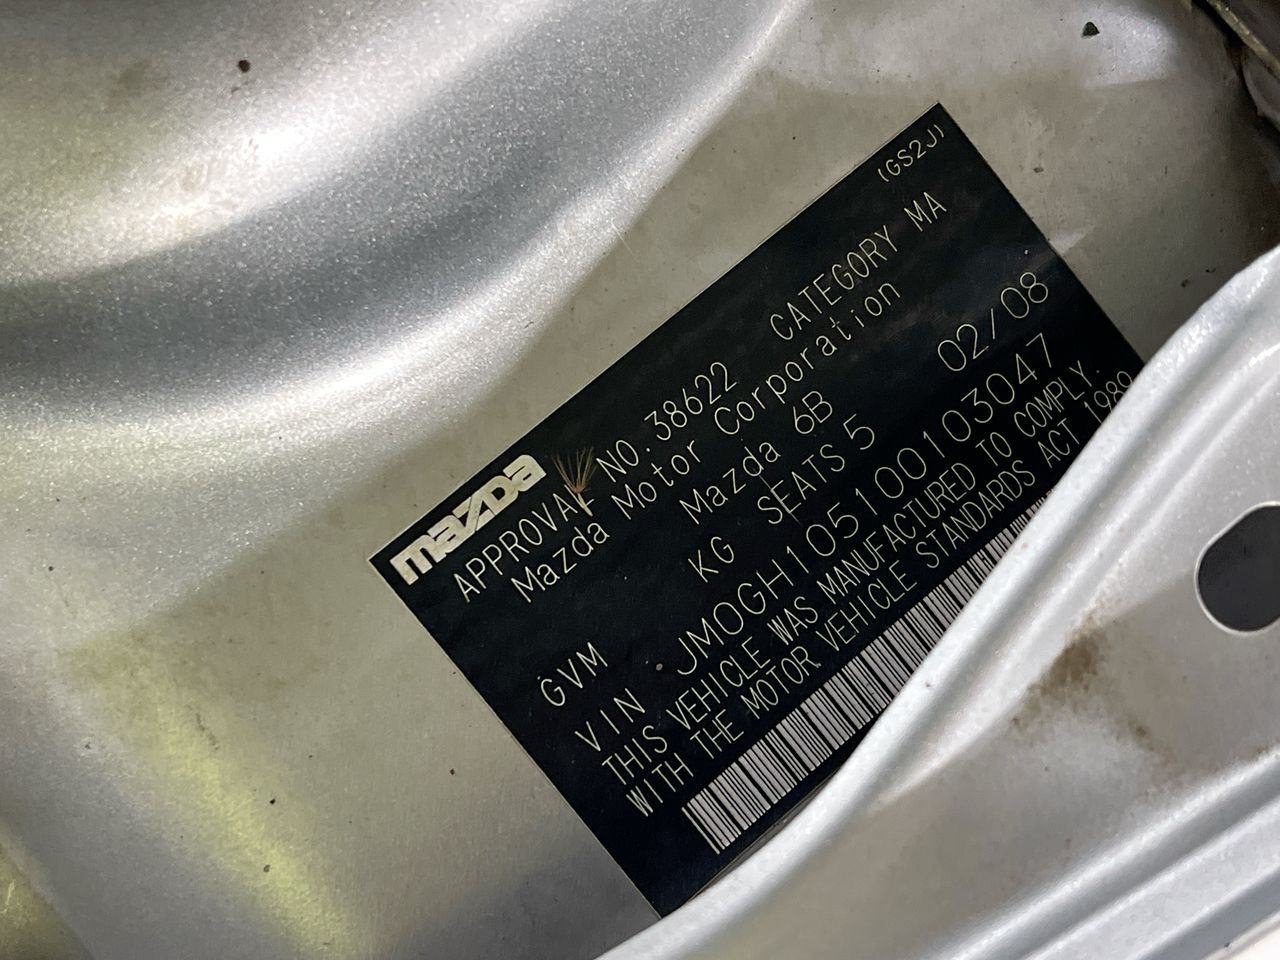 (GS2J)
mazda
APPROVAL NO. 38622 CATEGORY MA
Mazda Motor Corporation
Mazda 6B 02/08
GVM KG SEATS 5
VIN JM0GH105100103047
THIS VEHICLE WAS MANUFACTURED TO COMPLY.
WITH THE MOTOR VEHICLE STANDARDS ACT 1989